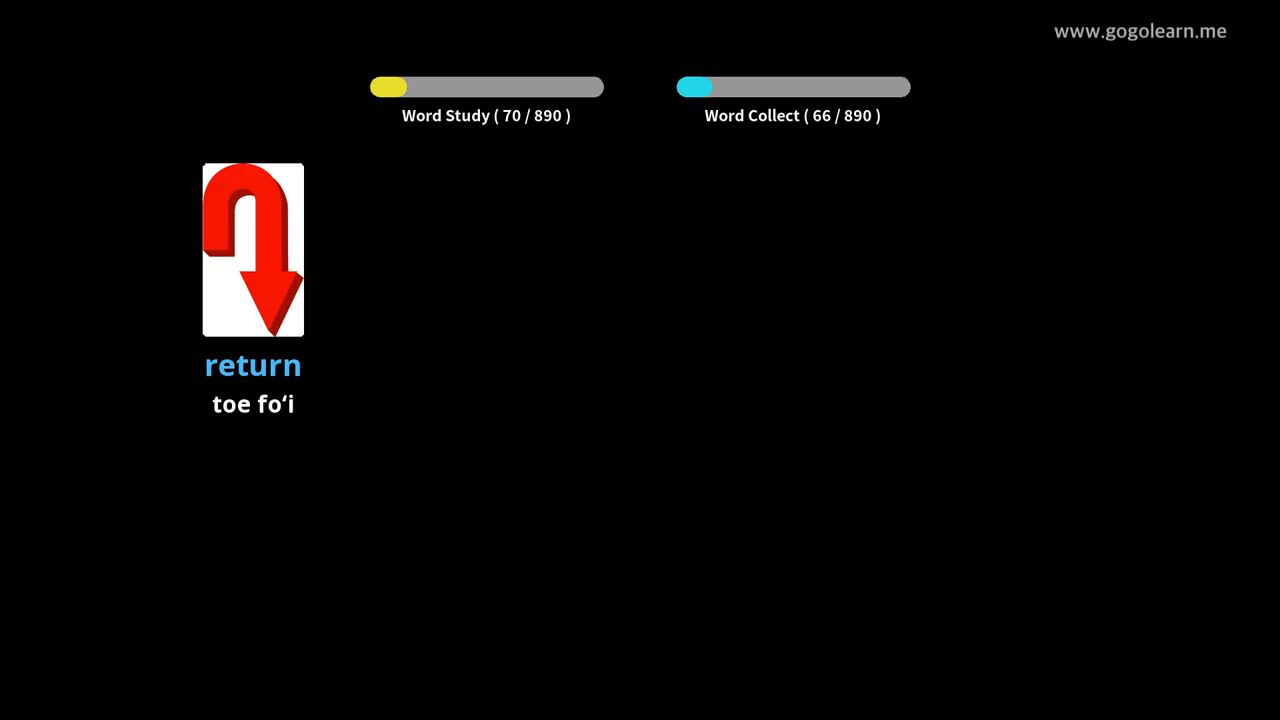 www.gogolearn.me
Word Study ( 70 / 890 )
Word Collect ( 66 / 890 )
return
toe fo‘i